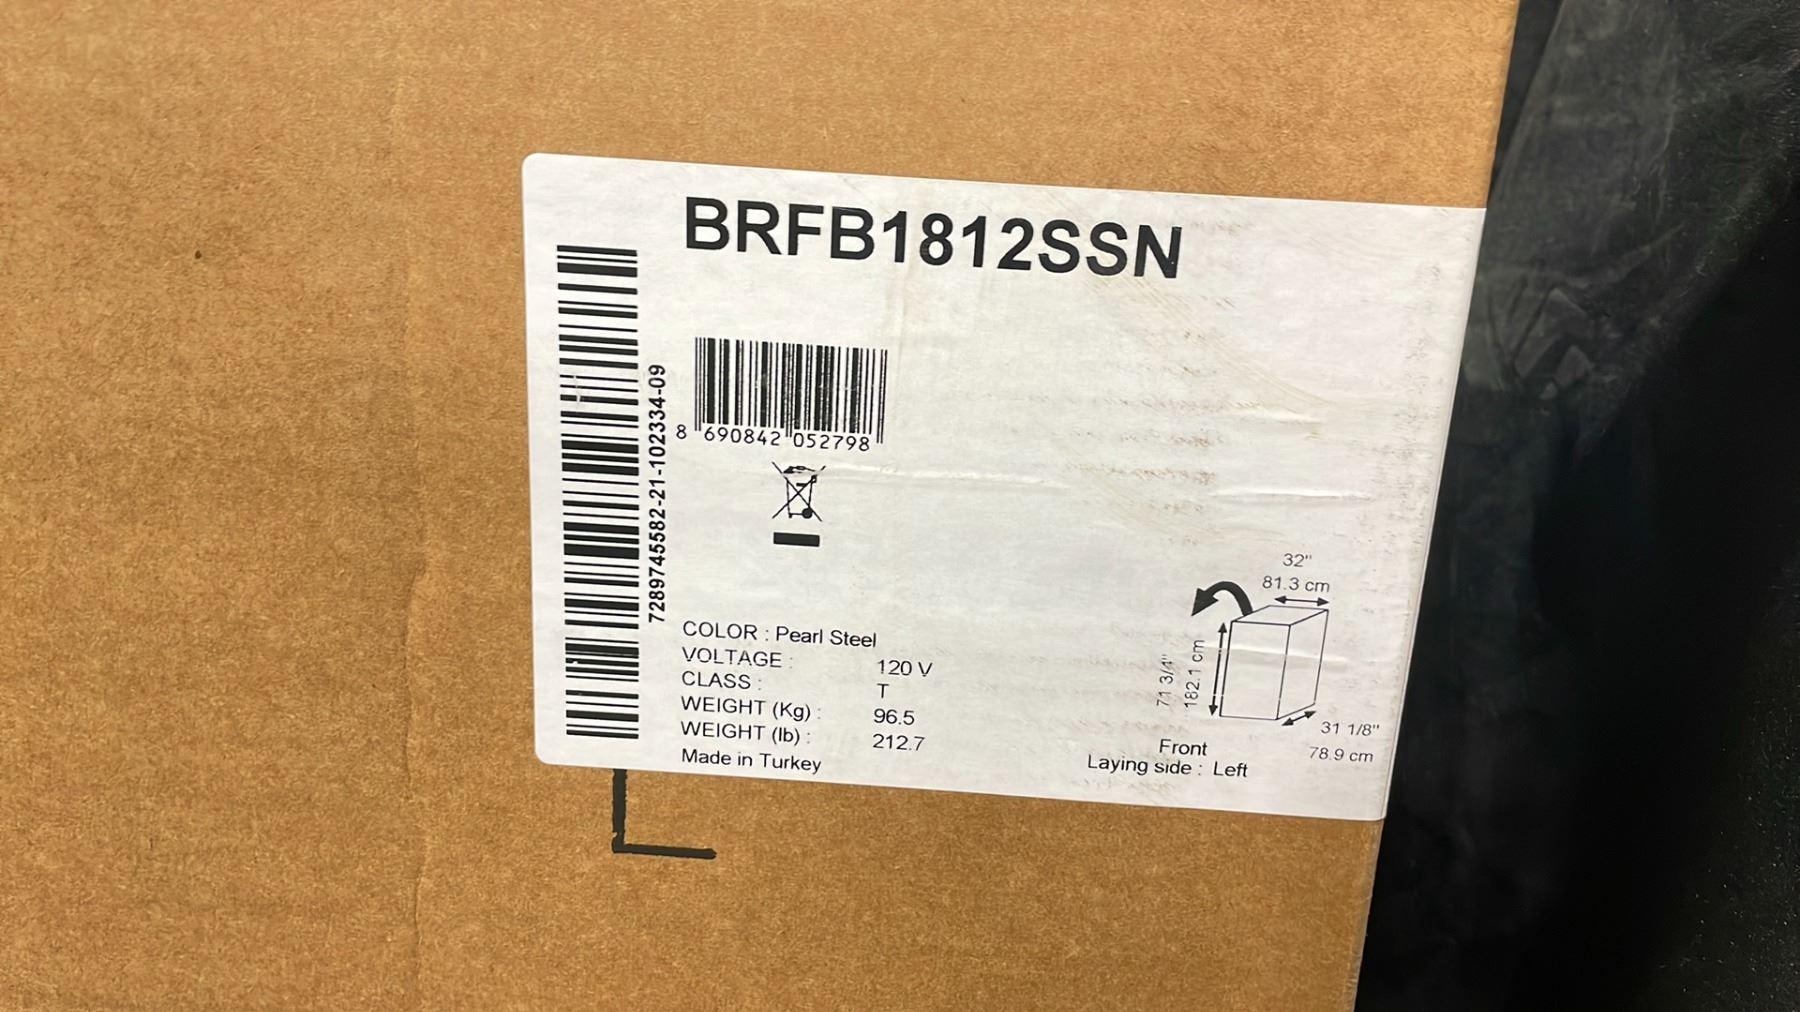 BRFB1812SSN
7289745582-21-102334-09
8 690842 052798
COLOR : Pearl Steel
VOLTAGE : 120 V
CLASS : T
WEIGHT (Kg) : 96.5
WEIGHT (lb) : 212.7
Made in Turkey
32"
81.3 cm
71 3/4"
182.1 cm
31 1/8"
78.9 cm
Front
Laying side : Left